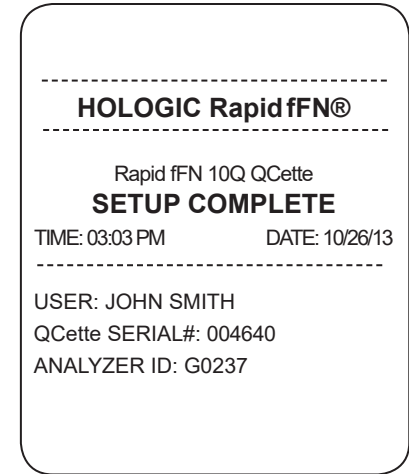 HOLOGIC Rapid fFN®
Rapid fFN 10Q QCette
SETUP COMPLETE
TIME: 03:03 PM DATE: 10/26/13
USER: JOHN SMITH
QCette SERIAL#: 004640
ANALYZER ID: G0237